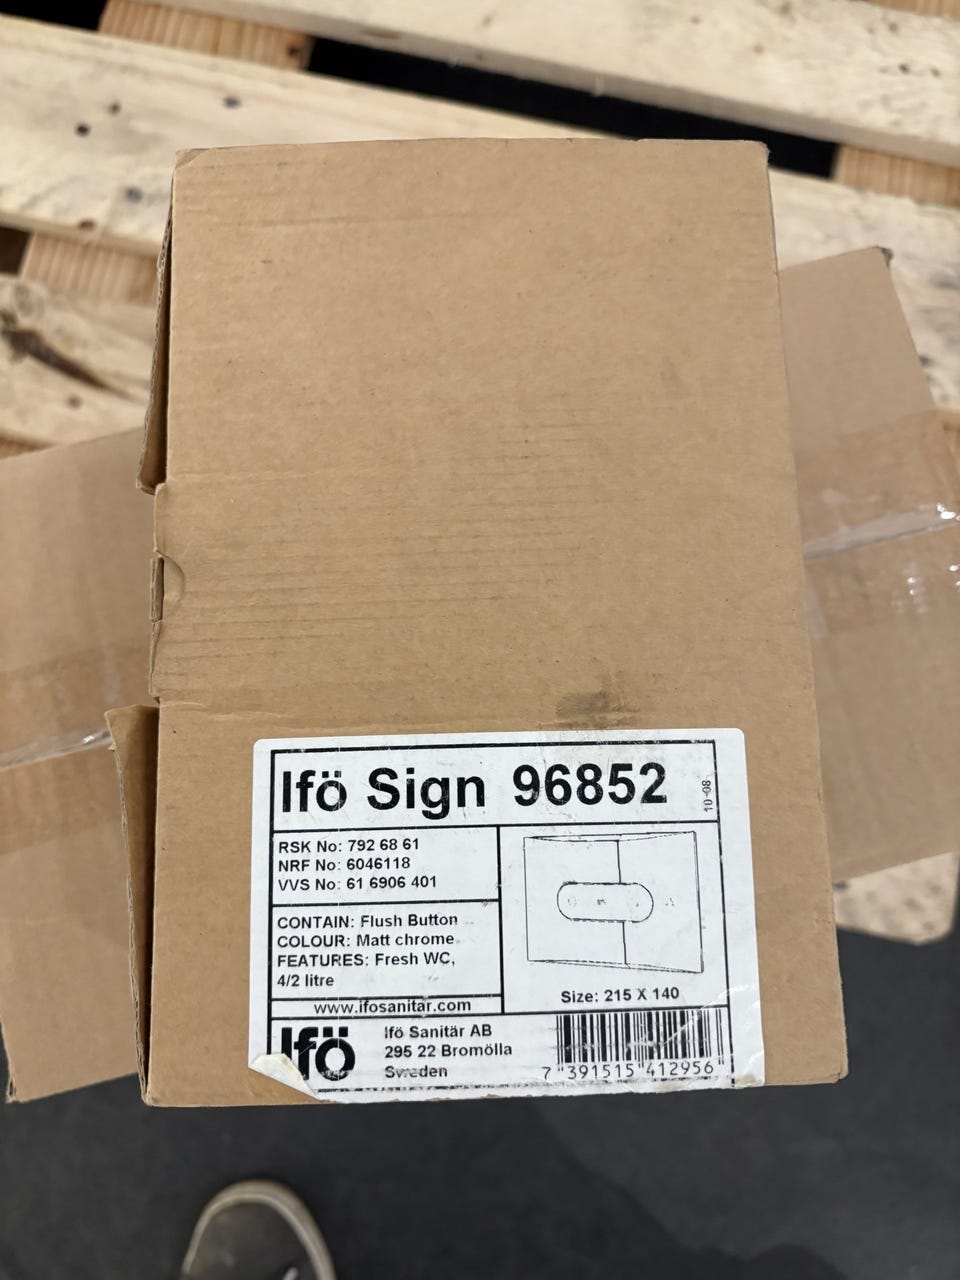 Ifö Sign 96852
10-08
RSK No: 792 68 61
NRF No: 6046118
VVS No: 61 6906 401
CONTAIN: Flush Button
COLOUR: Matt chrome
FEATURES: Fresh WC,
4/2 litre
www.ifosanitar.com
Size: 215 X 140
Ifö
Ifö Sanitär AB
295 22 Bromölla
Sweden
7 391515 412956